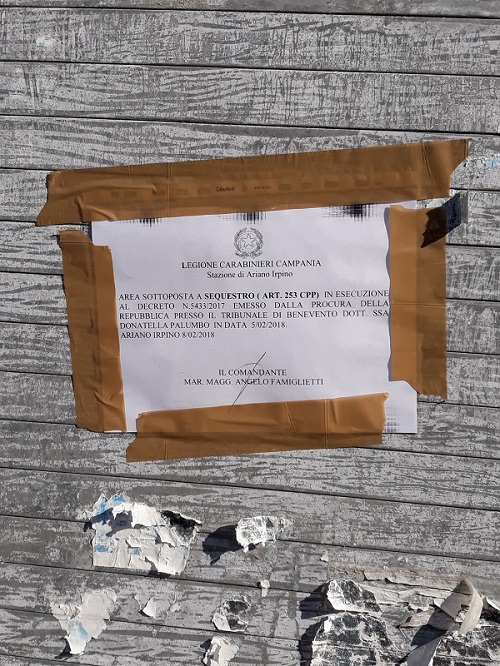 LEGIONE CARABINIERI CAMPANIA
Stazione di Ariano Irpino
AREA SOTTOPOSTA A SEQUESTRO ( ART. 253 CPP) IN ESECUZIONE
AL DECRETO N.5433/2017 EMESSO DALLA PROCURA DELLA
REPUBBLICA PRESSO IL TRIBUNALE DI BENEVENTO DOTT. SSA
DONATELLA PALUMBO IN DATA 5/02/2018.
ARIANO IRPINO 8/02/2018
IL COMANDANTE
MAR. MAGG. ANGELO FAMIGLIETTI